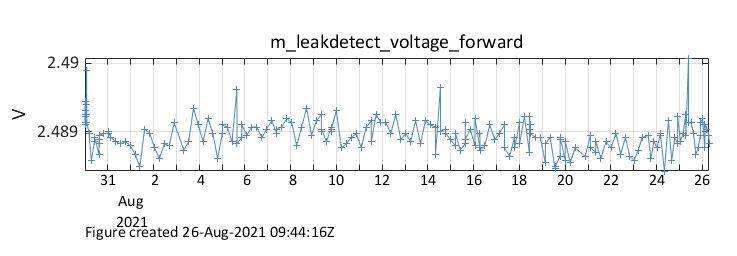 m_leakdetect_voltage_forward
2.49
V
2.489
31 2 4 6 8 10 12 14 16 18 20 22 24 26
Aug
2021
Figure created 26-Aug-2021 09:44:16Z